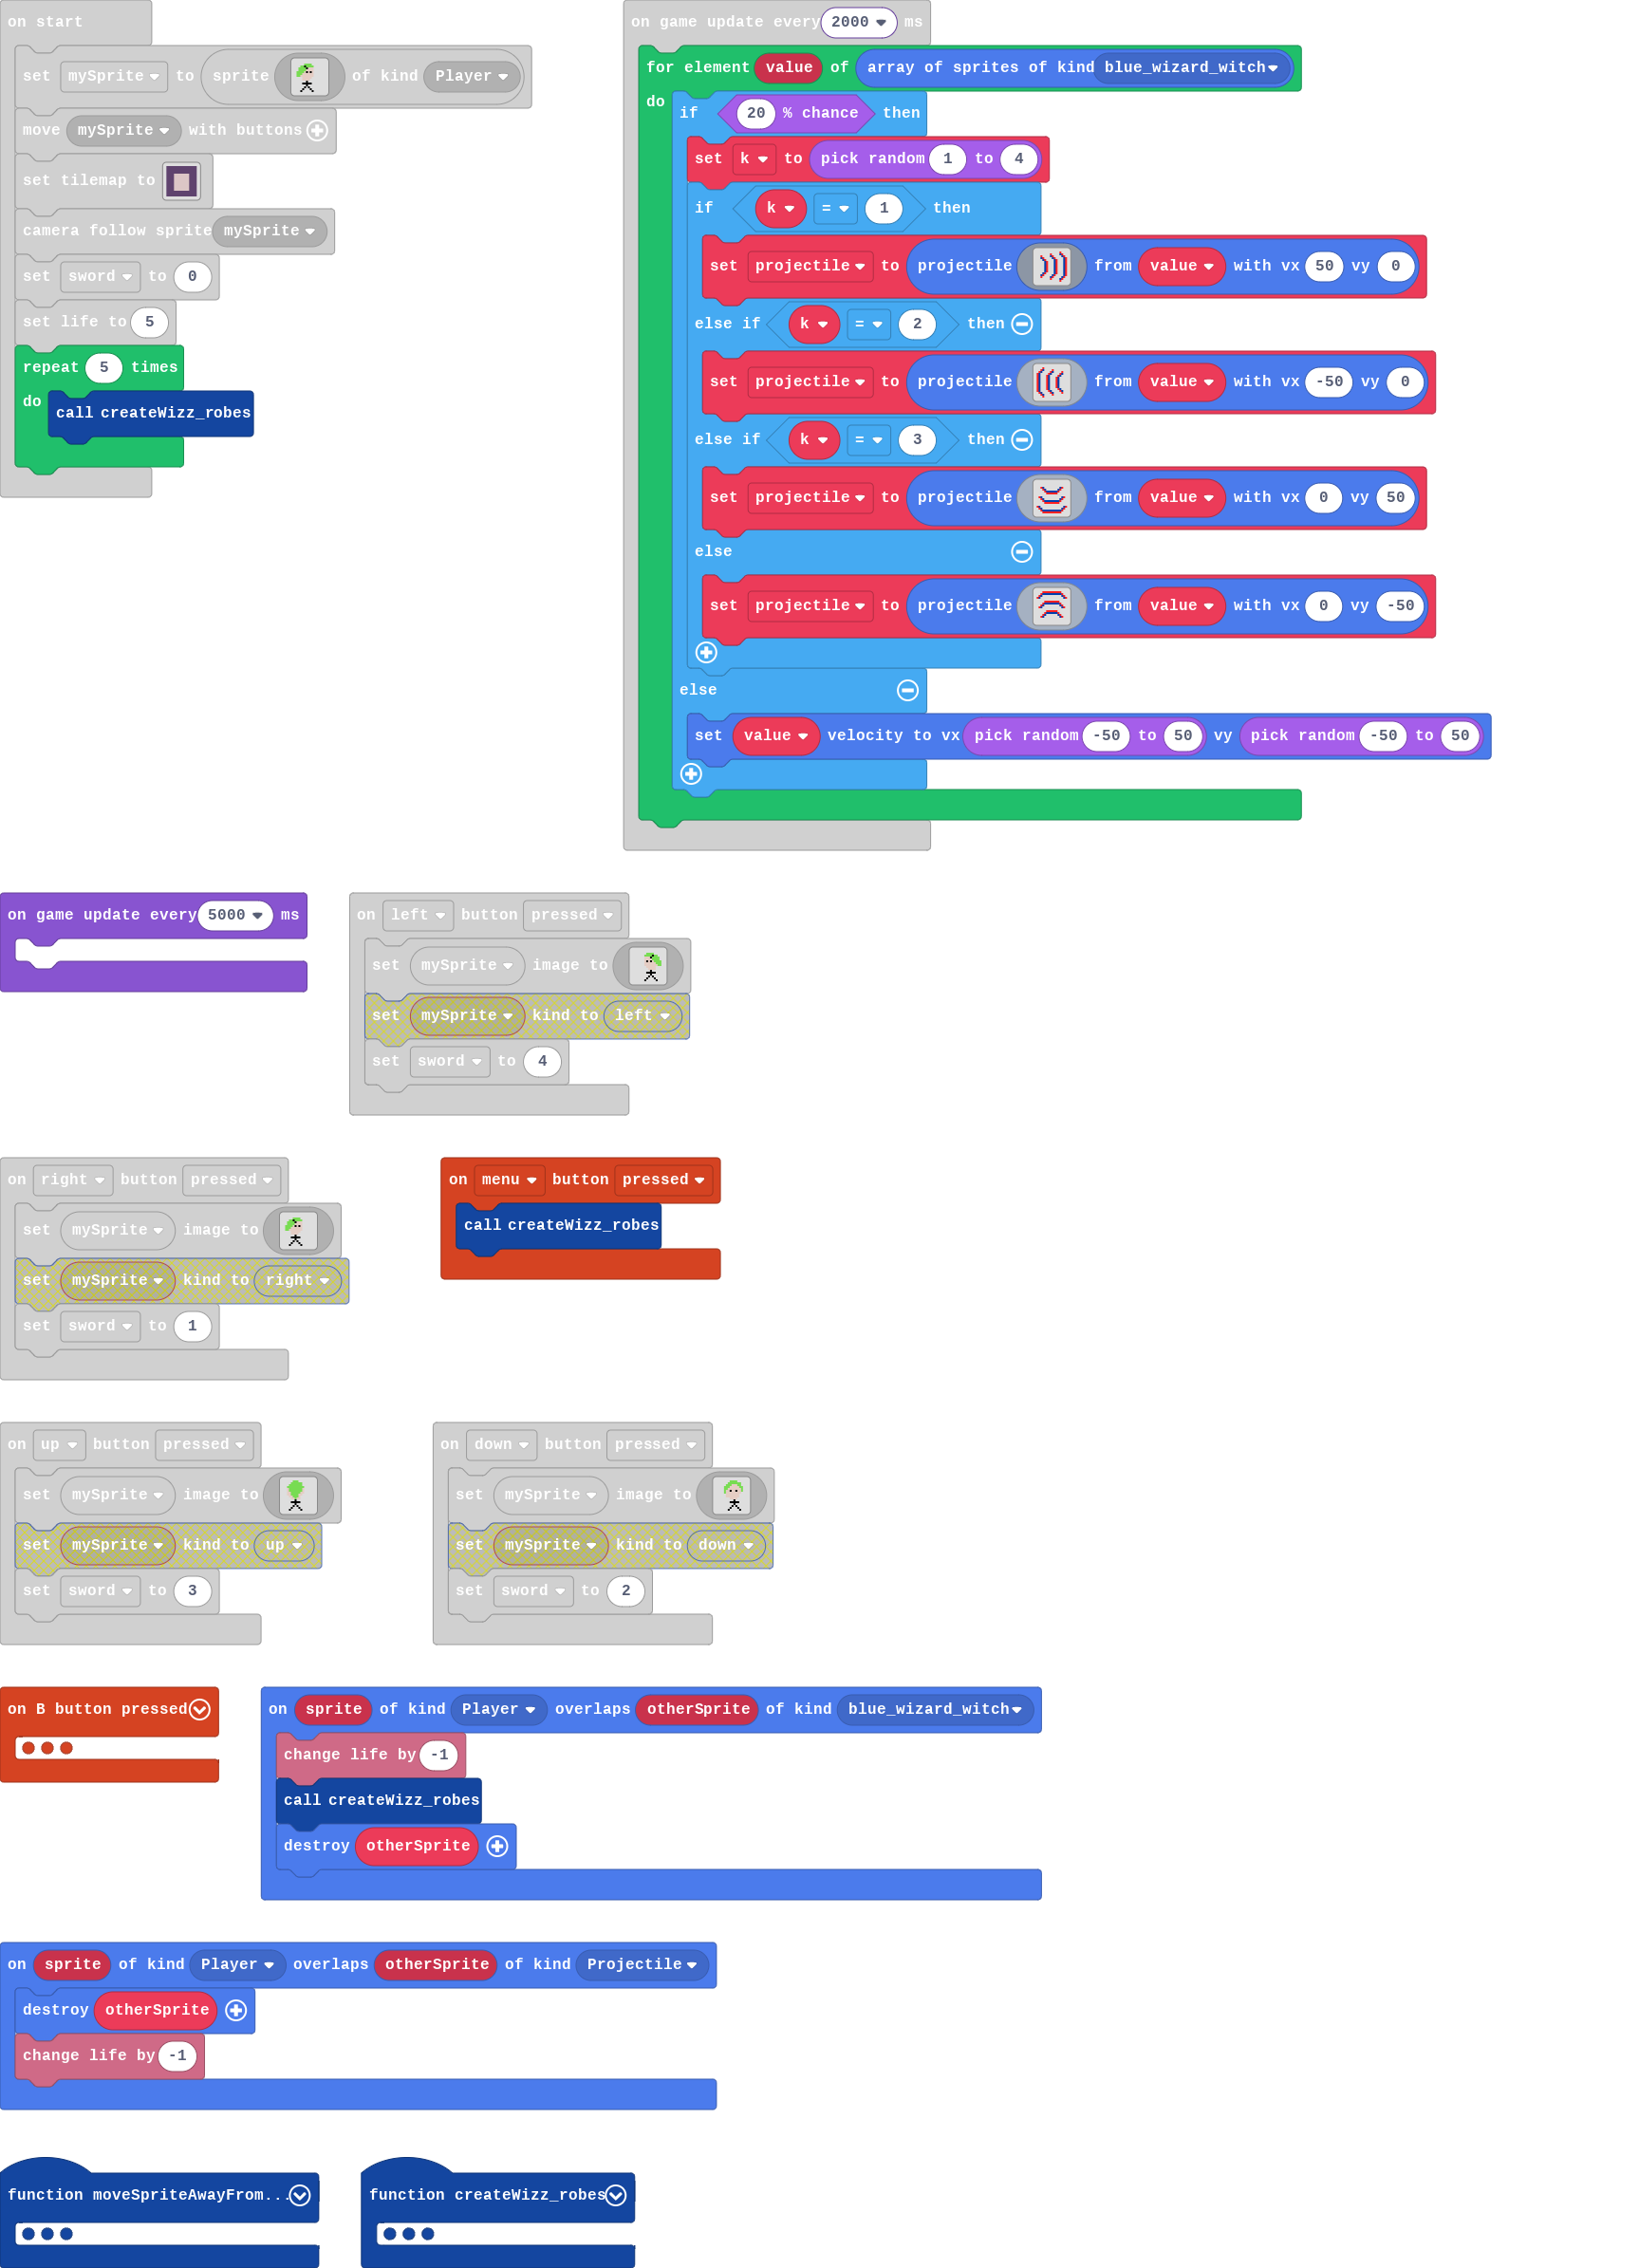 on start
set mySprite to sprite of kind Player
move mySprite with buttons
set tilemap to
camera follow sprite mySprite
set sword to 0
set life to 5
repeat 5 times
do
call createWizz_robes
on game update every 2000 ms
for element value of array of sprites of kind blue_wizard_witch
do
if 20 % chance then
set k to pick random 1 to 4
if k = 1 then
set projectile to projectile from value with vx 50 vy 0
else if k = 2 then
set projectile to projectile from value with vx -50 vy 0
else if k = 3 then
set projectile to projectile from value with vx 0 vy 50
else
set projectile to projectile from value with vx 0 vy -50
else
set value velocity to vx pick random -50 to 50 vy pick random -50 to 50
on game update every 5000 ms
on left button pressed
set mySprite image to
set mySprite kind to left
set sword to 4
on right button pressed
set mySprite image to
set mySprite kind to right
set sword to 1
on menu button pressed
call createWizz_robes
on up button pressed
set mySprite image to
set mySprite kind to up
set sword to 3
on down button pressed
set mySprite image to
set mySprite kind to down
set sword to 2
on B button pressed
on sprite of kind Player overlaps otherSprite of kind blue_wizard_witch
change life by -1
call createWizz_robes
destroy otherSprite
on sprite of kind Player overlaps otherSprite of kind Projectile
destroy otherSprite
change life by -1
function moveSpriteAwayFrom...
function createWizz_robes